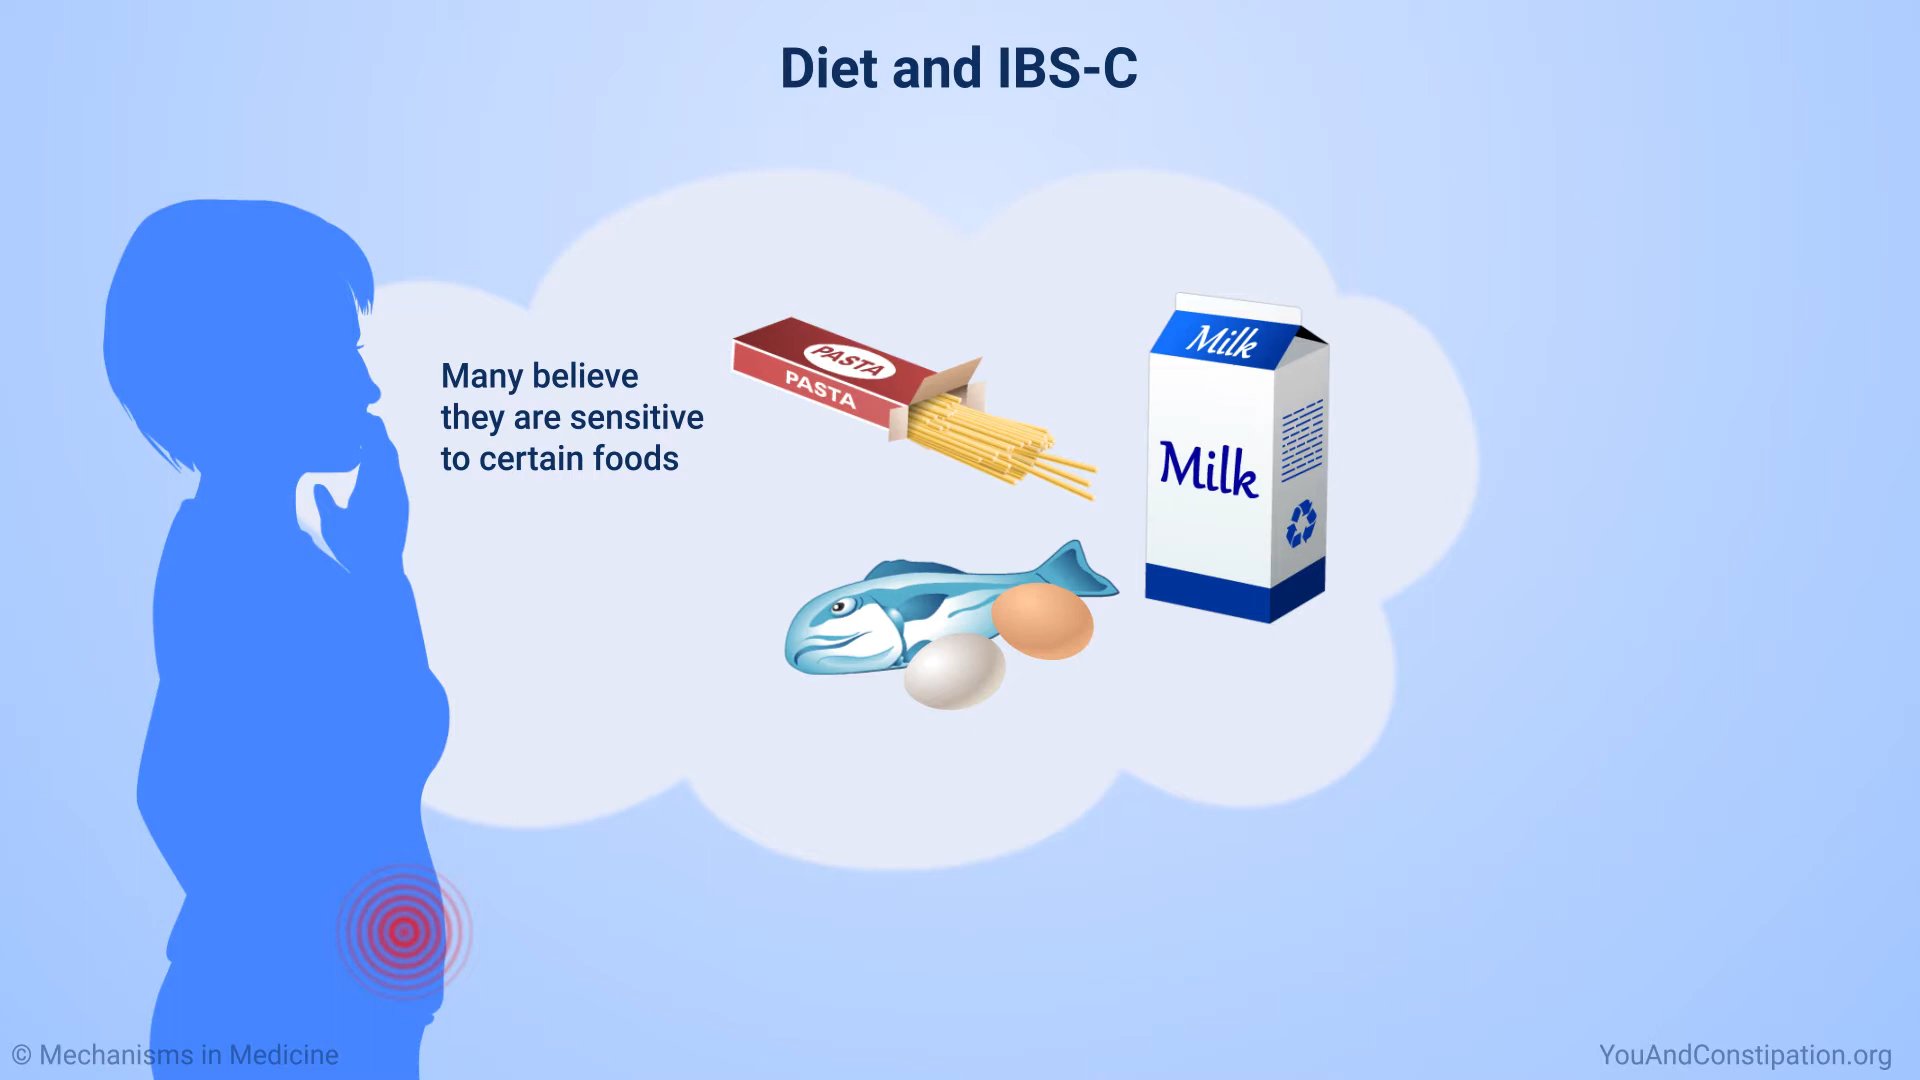 Diet and IBS-C
Many believe
they are sensitive
to certain foods
PASTA
PASTA
Milk
Milk
© Mechanisms in Medicine
YouAndConstipation.org